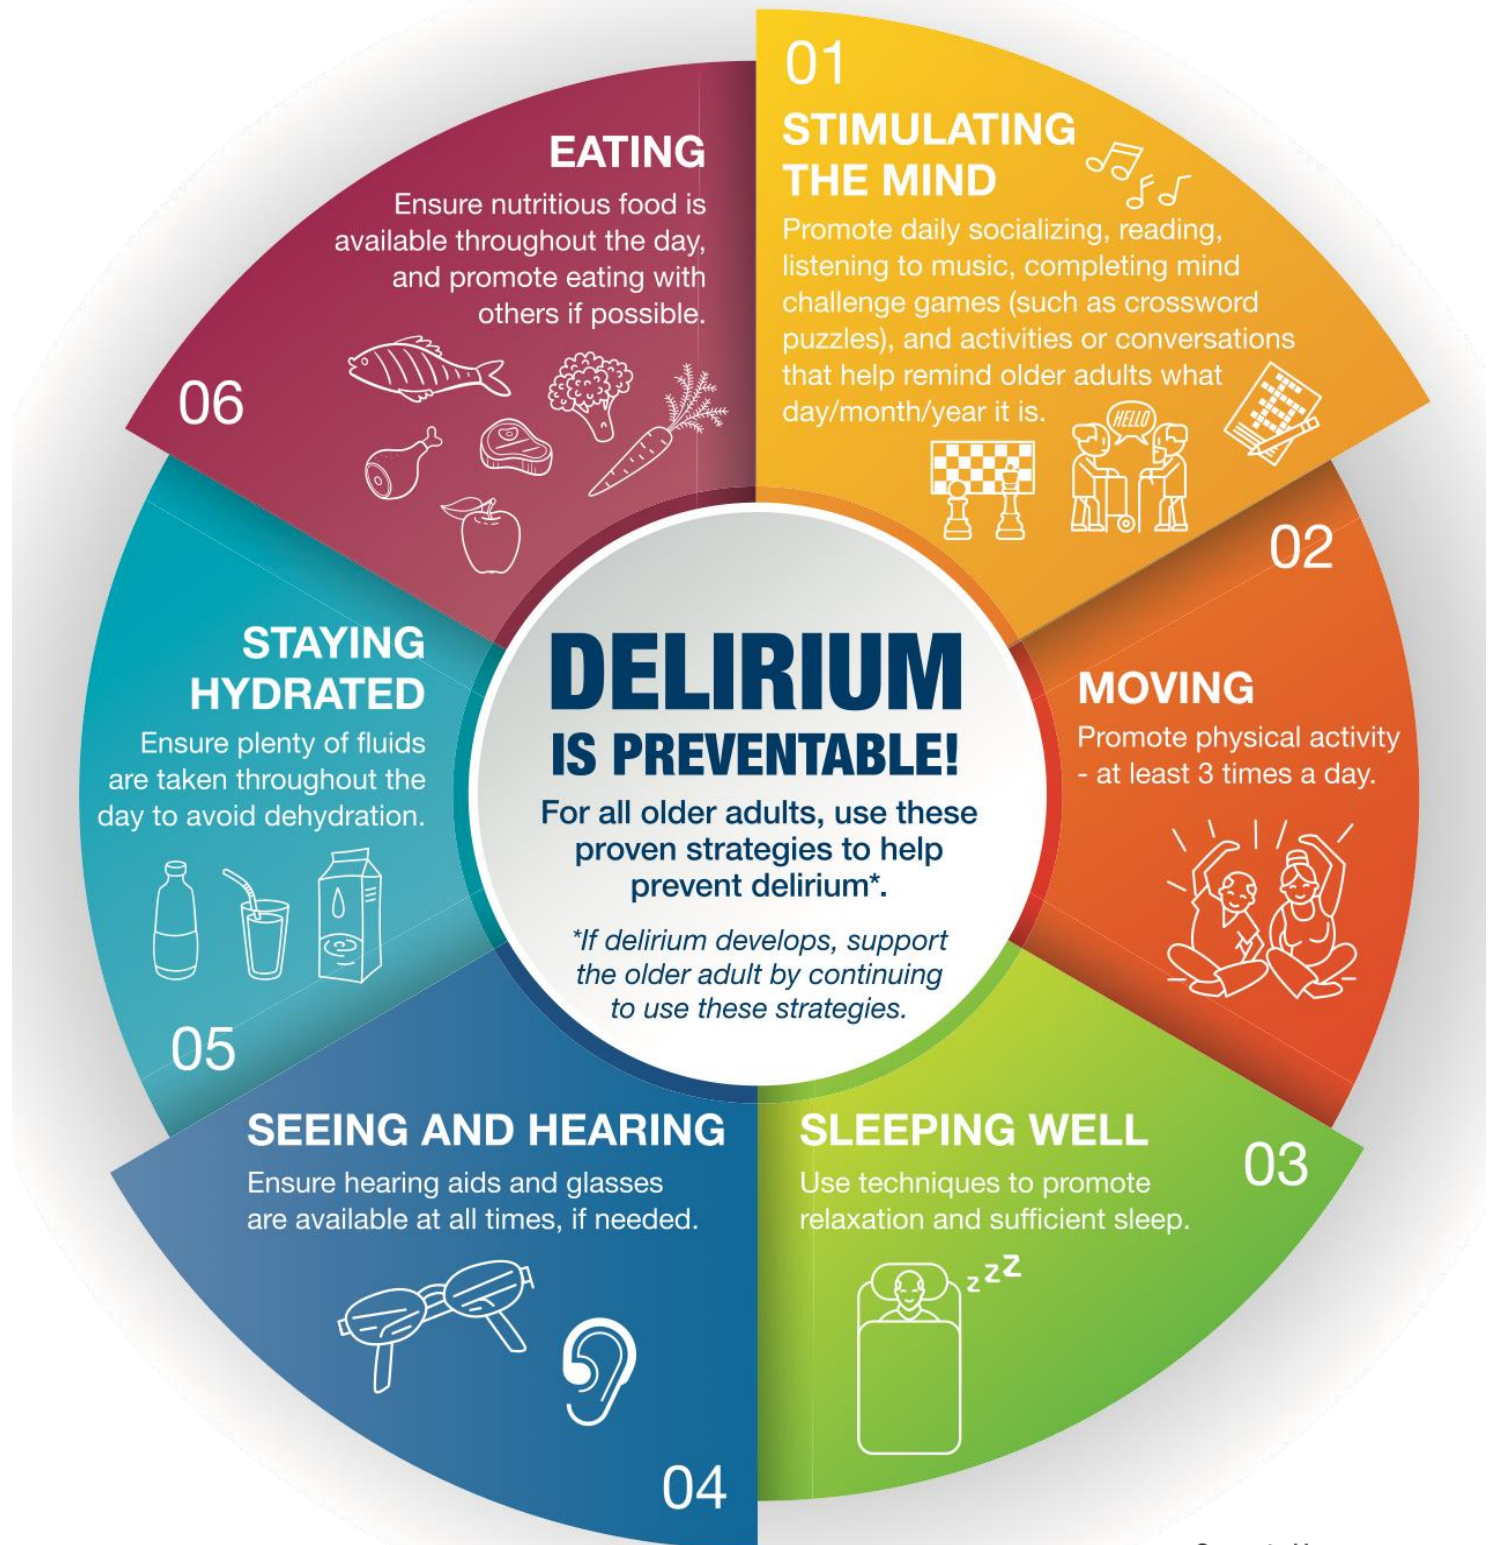 DELIRIUM
IS PREVENTABLE!
For all older adults, use these
proven strategies to help
prevent delirium*.
*If delirium develops, support
the older adult by continuing
to use these strategies.
01
STIMULATING
THE MIND
Promote daily socializing, reading,
listening to music, completing mind
challenge games (such as crossword
puzzles), and activities or conversations
that help remind older adults what
day/month/year it is.
HELLO
02
MOVING
Promote physical activity
- at least 3 times a day.
03
SLEEPING WELL
Use techniques to promote
relaxation and sufficient sleep.
z z Z
04
SEEING AND HEARING
Ensure hearing aids and glasses
are available at all times, if needed.
05
STAYING
HYDRATED
Ensure plenty of fluids
are taken throughout the
day to avoid dehydration.
06
EATING
Ensure nutritious food is
available throughout the day,
and promote eating with
others if possible.